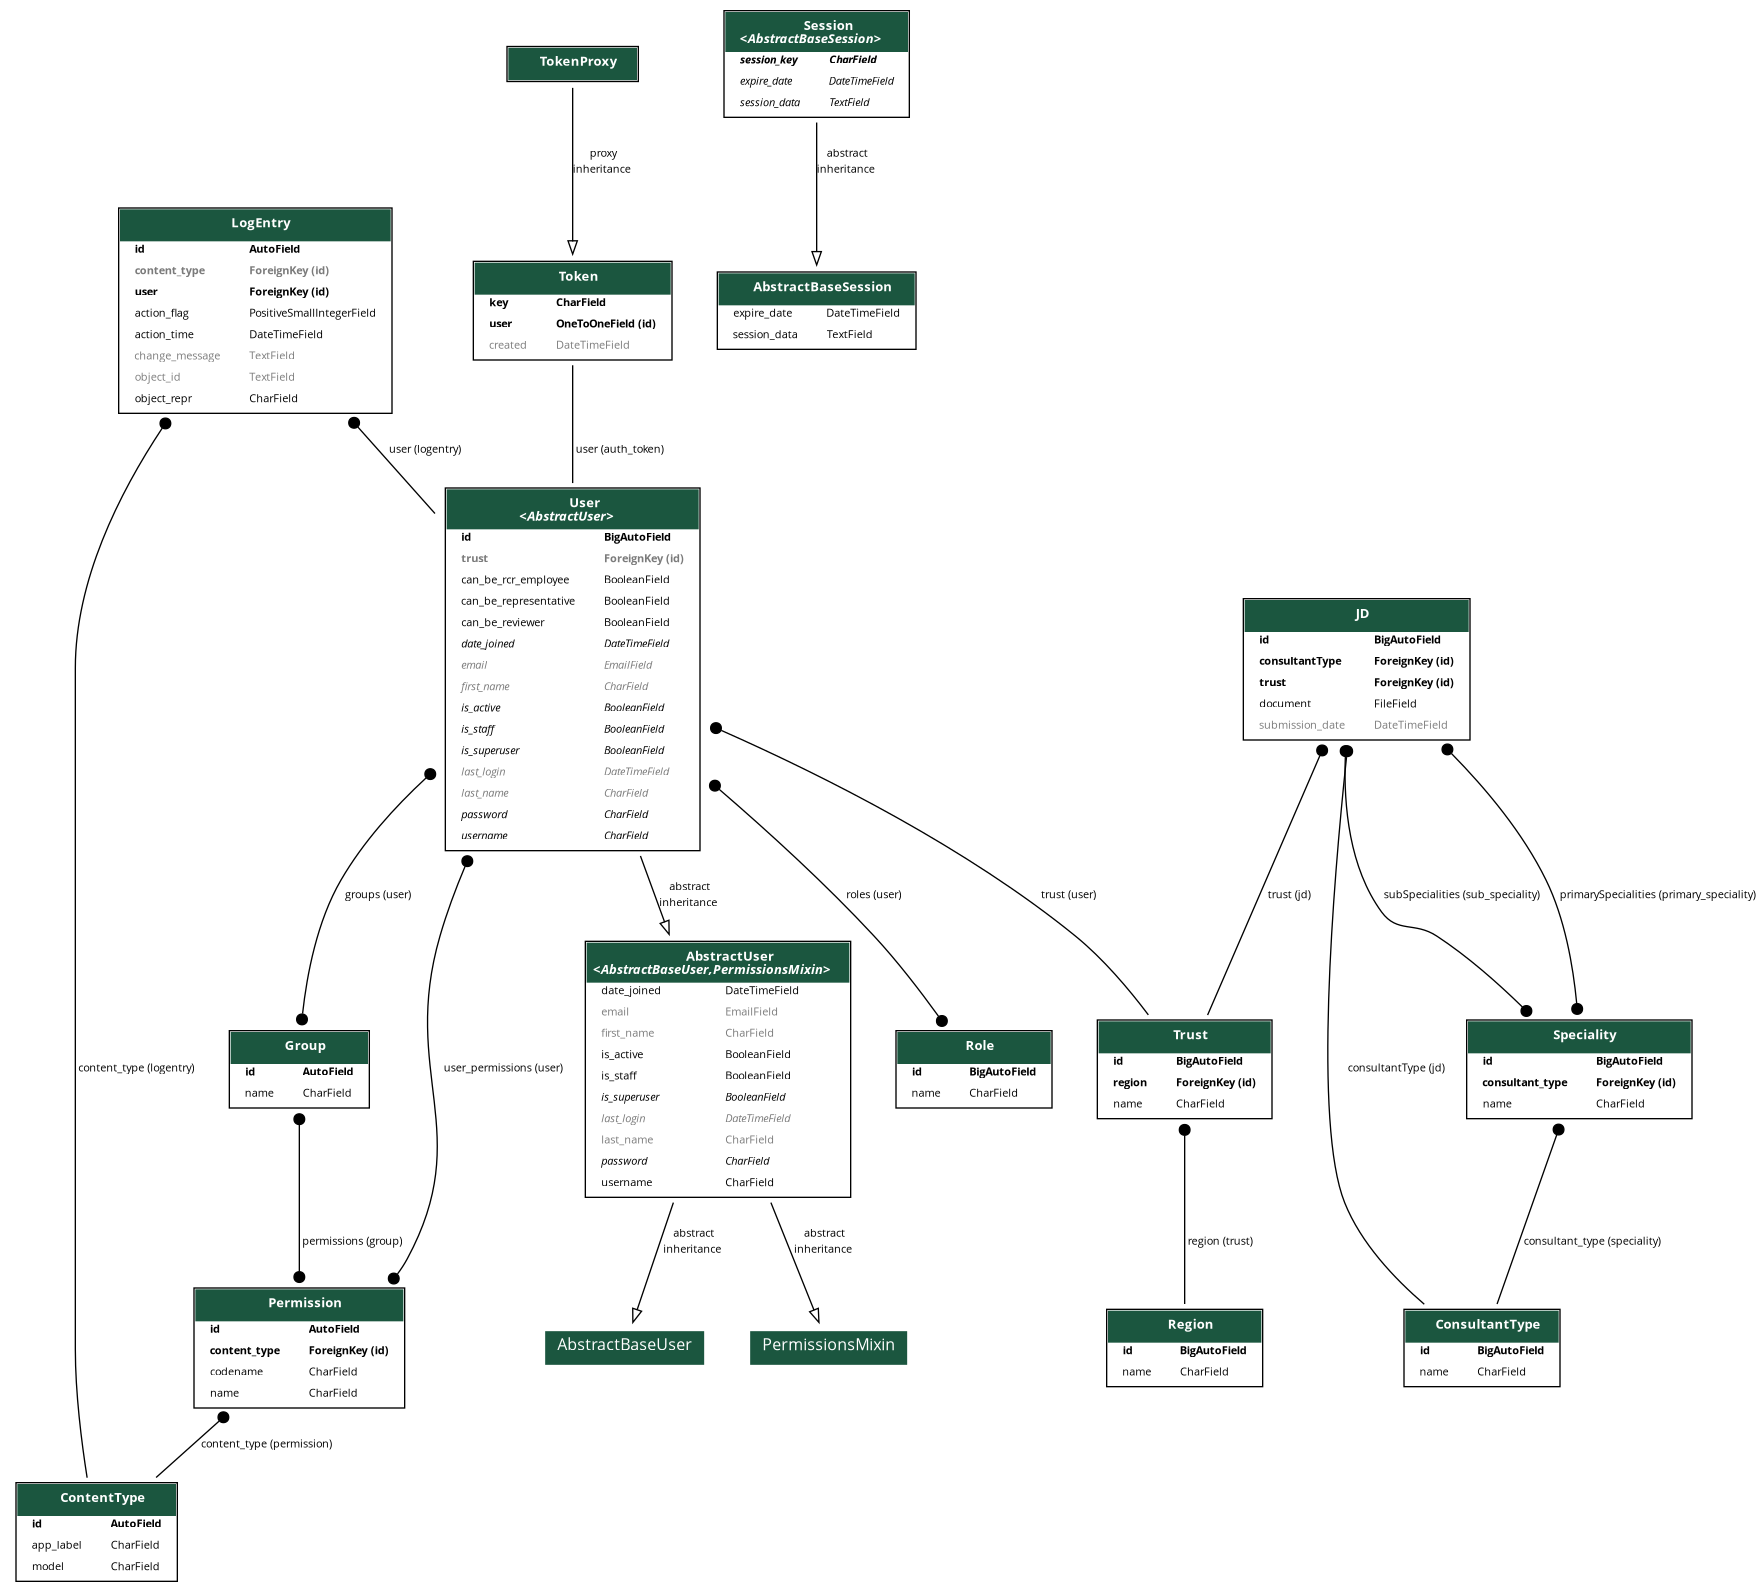 Session
<AbstractBaseSession>
session_key CharField
expire_date DateTimeField
session_data TextField
TokenProxy
abstract
inheritance
proxy
inheritance
LogEntry
id AutoField
content_type ForeignKey (id)
user ForeignKey (id)
action_flag PositiveSmallIntegerField
action_time DateTimeField
change_message TextField
object_id TextField
object_repr CharField
Token
key CharField
user OneToOneField (id)
created DateTimeField
AbstractBaseSession
expire_date DateTimeField
session_data TextField
user (logentry)
user (auth_token)
User
<AbstractUser>
id BigAutoField
trust ForeignKey (id)
can_be_rcr_employee BooleanField
can_be_representative BooleanField
can_be_reviewer BooleanField
date_joined DateTimeField
email EmailField
first_name CharField
is_active BooleanField
is_staff BooleanField
is_superuser BooleanField
last_login DateTimeField
last_name CharField
password CharField
username CharField
JD
id BigAutoField
consultantType ForeignKey (id)
trust ForeignKey (id)
document FileField
submission_date DateTimeField
groups (user)
abstract
inheritance
roles (user)
trust (user)
trust (jd)
subSpecialities (sub_speciality)
primarySpecialities (primary_speciality)
AbstractUser
<AbstractBaseUser,PermissionsMixin>
date_joined DateTimeField
email EmailField
first_name CharField
is_active BooleanField
is_staff BooleanField
is_superuser BooleanField
last_login DateTimeField
last_name CharField
password CharField
username CharField
content_type (logentry)
Group
id AutoField
name CharField
user_permissions (user)
Role
id BigAutoField
name CharField
Trust
id BigAutoField
region ForeignKey (id)
name CharField
consultantType (jd)
Speciality
id BigAutoField
consultant_type ForeignKey (id)
name CharField
permissions (group)
abstract
inheritance
abstract
inheritance
region (trust)
consultant_type (speciality)
Permission
id AutoField
content_type ForeignKey (id)
codename CharField
name CharField
AbstractBaseUser
PermissionsMixin
Region
id BigAutoField
name CharField
ConsultantType
id BigAutoField
name CharField
content_type (permission)
ContentType
id AutoField
app_label CharField
model CharField